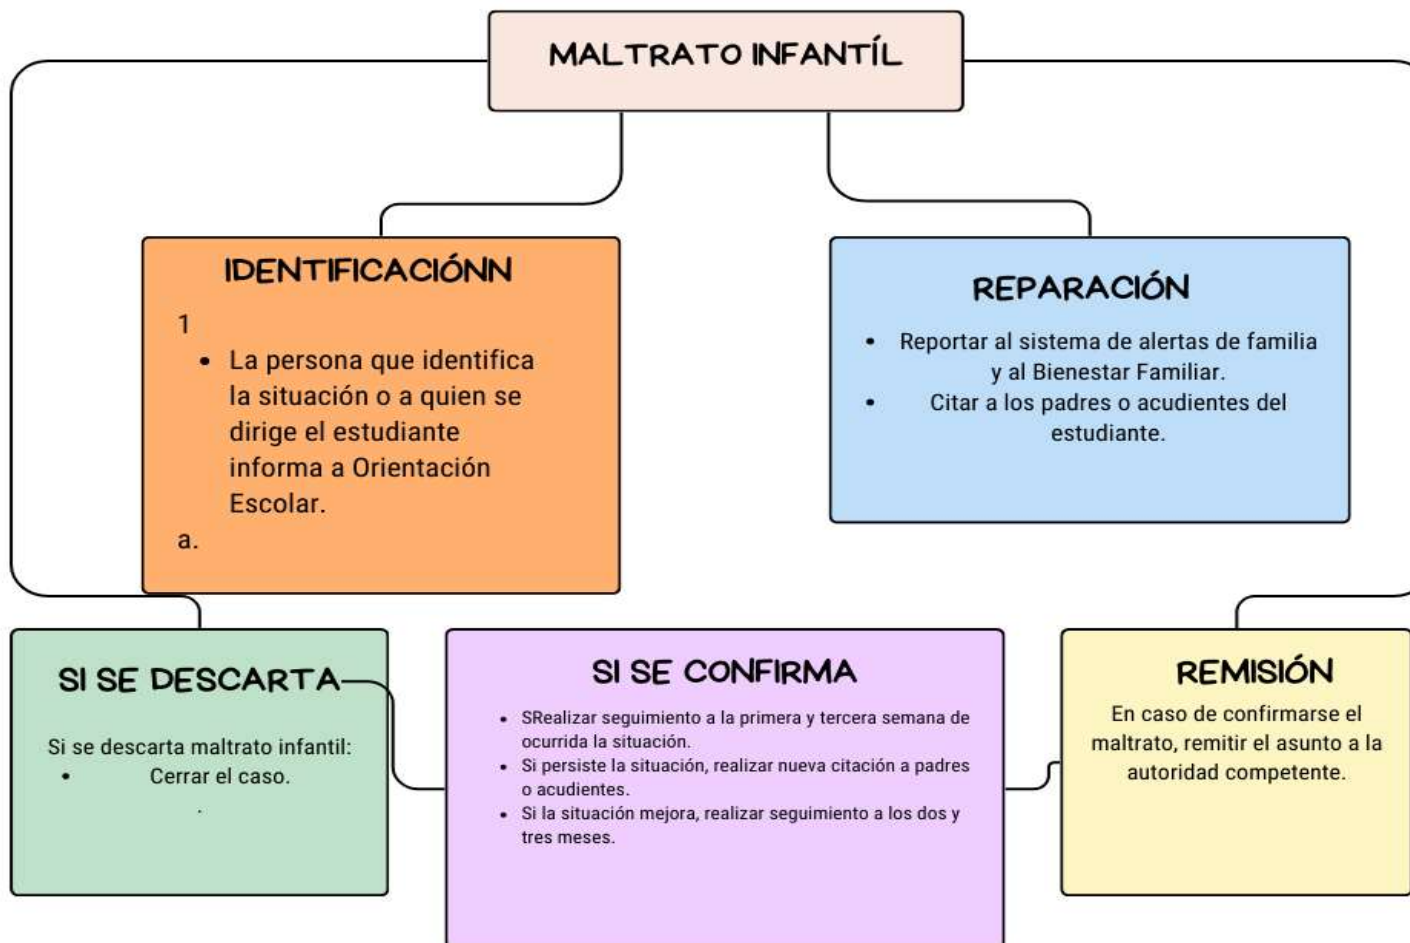 MALTRATO INFANTÍL
IDENTIFICACIÓNN
1
• La persona que identifica
la situación o a quien se
dirige el estudiante
informa a Orientación
Escolar.
a.
REPARACIÓN
• Reportar al sistema de alertas de familia
y al Bienestar Familiar.
• Citar a los padres o acudientes del
estudiante.
SI SE DESCARTA
Si se descarta maltrato infantil:
• Cerrar el caso.
.
SI SE CONFIRMA
• SRealizar seguimiento a la primera y tercera semana de
ocurrida la situación.
• Si persiste la situación, realizar nueva citación a padres
o acudientes.
• Si la situación mejora, realizar seguimiento a los dos y
tres meses.
REMISIÓN
En caso de confirmarse el
maltrato, remitir el asunto a la
autoridad competente.